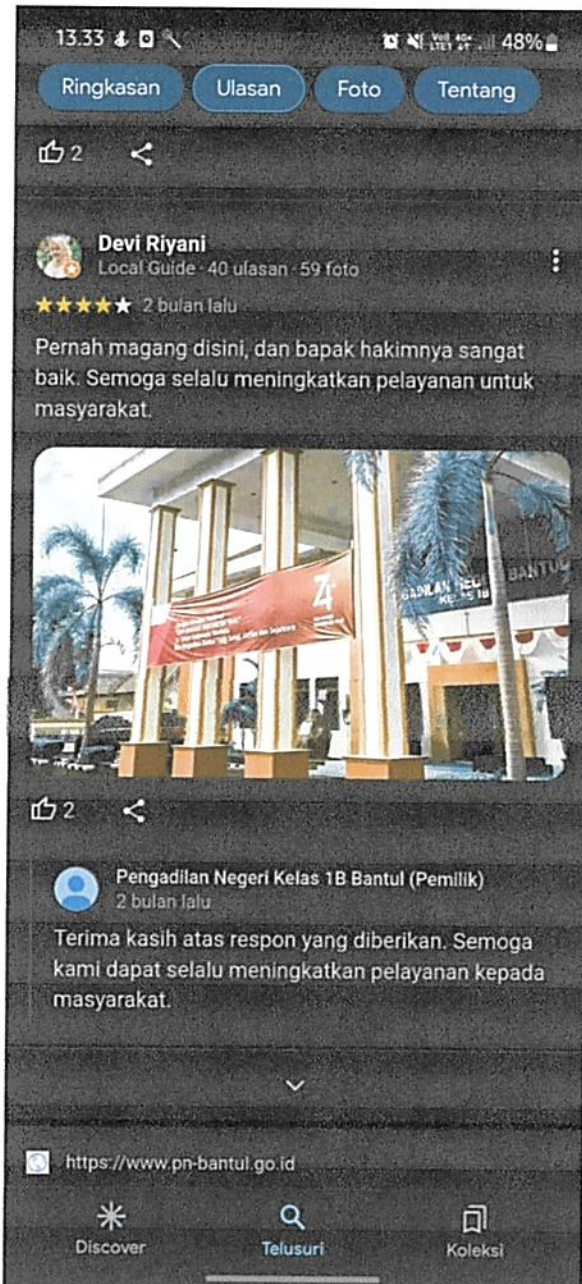 13.33
48%
Ringkasan
Ulasan
Foto
Tentang
2
Devi Riyani
Local Guide · 40 ulasan · 59 foto
2 bulan lalu
Pernah magang disini, dan bapak hakimnya sangat
baik. Semoga selalu meningkatkan pelayanan untuk
masyarakat.
BANTUL
2
Pengadilan Negeri Kelas 1B Bantul (Pemilik)
2 bulan lalu
Terima kasih atas respon yang diberikan. Semoga
kami dapat selalu meningkatkan pelayanan kepada
masyarakat.
https://www.pn-bantul.go.id
Discover
Telusuri
Koleksi